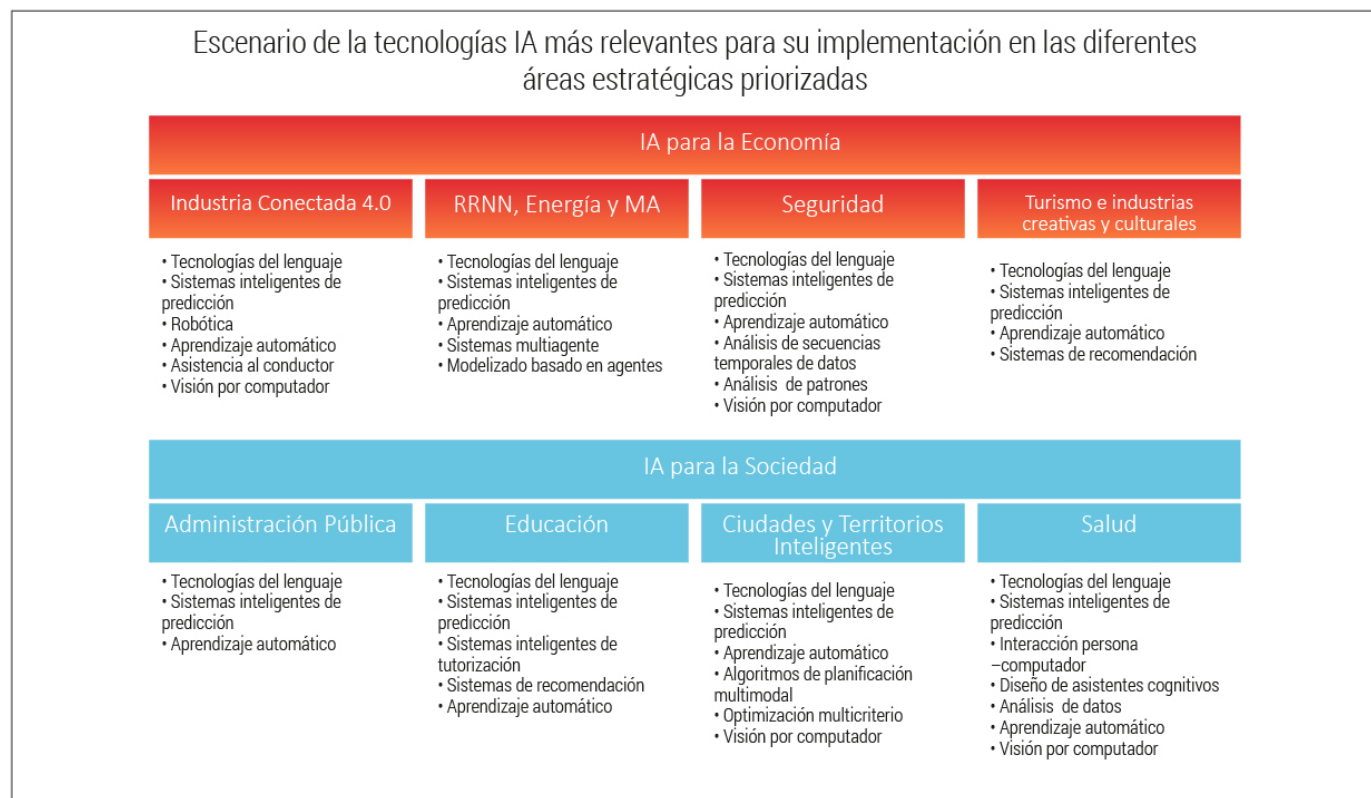 Escenario de la tecnologías IA más relevantes para su implementación en las diferentes
áreas estratégicas priorizadas
IA para la Economía
Industria Conectada 4.0
• Tecnologías del lenguaje
• Sistemas inteligentes de
predicción
• Robótica
• Aprendizaje automático
• Asistencia al conductor
• Visión por computador
RRNN, Energía y MA
• Tecnologías del lenguaje
• Sistemas inteligentes de
predicción
• Aprendizaje automático
• Sistemas multiagente
• Modelizado basado en agentes
Seguridad
• Tecnologías del lenguaje
• Sistemas inteligentes de
predicción
• Aprendizaje automático
• Análisis de secuencias
temporales de datos
• Análisis de patrones
• Visión por computador
Turismo e industrias
creativas y culturales
• Tecnologías del lenguaje
• Sistemas inteligentes de
predicción
• Aprendizaje automático
• Sistemas de recomendación
IA para la Sociedad
Administración Pública
• Tecnologías del lenguaje
• Sistemas inteligentes de
predicción
• Aprendizaje automático
Educación
• Tecnologías del lenguaje
• Sistemas inteligentes de
predicción
• Sistemas inteligentes de
tutorización
• Sistemas de recomendación
• Aprendizaje automático
Ciudades y Territorios
Inteligentes
• Tecnologías del lenguaje
• Sistemas inteligentes de
predicción
• Aprendizaje automático
• Algoritmos de planificación
multimodal
• Optimización multicriterio
• Visión por computador
Salud
• Tecnologías del lenguaje
• Sistemas inteligentes de
predicción
• Interacción persona
–computador
• Diseño de asistentes cognitivos
• Análisis de datos
• Aprendizaje automático
• Visión por computador